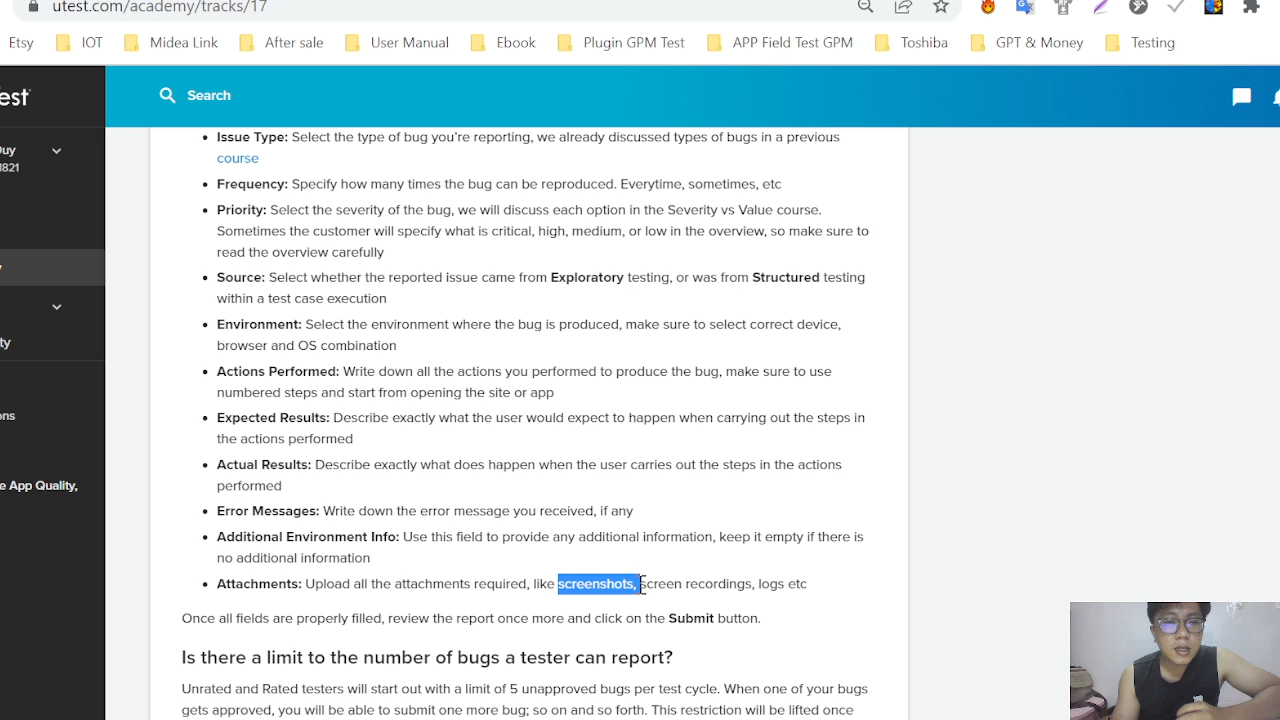 utest.com/academy/tracks/17
Etsy IOT Midea Link After sale User Manual Ebook Plugin GPM Test APP Field Test GPM Toshiba GPT & Money Testing
est
Search
Duy
1821
ty
ons
e App Quality,
• Issue Type: Select the type of bug you’re reporting, we already discussed types of bugs in a previous
course
• Frequency: Specify how many times the bug can be reproduced. Everytime, sometimes, etc
• Priority: Select the severity of the bug, we will discuss each option in the Severity vs Value course.
Sometimes the customer will specify what is critical, high, medium, or low in the overview, so make sure to
read the overview carefully
• Source: Select whether the reported issue came from Exploratory testing, or was from Structured testing
within a test case execution
• Environment: Select the environment where the bug is produced, make sure to select correct device,
browser and OS combination
• Actions Performed: Write down all the actions you performed to produce the bug, make sure to use
numbered steps and start from opening the site or app
• Expected Results: Describe exactly what the user would expect to happen when carrying out the steps in
the actions performed
• Actual Results: Describe exactly what does happen when the user carries out the steps in the actions
performed
• Error Messages: Write down the error message you received, if any
• Additional Environment Info: Use this field to provide any additional information, keep it empty if there is
no additional information
• Attachments: Upload all the attachments required, like screenshots, screen recordings, logs etc
Once all fields are properly filled, review the report once more and click on the Submit button.
Is there a limit to the number of bugs a tester can report?
Unrated and Rated testers will start out with a limit of 5 unapproved bugs per test cycle. When one of your bugs
gets approved, you will be able to submit one more bug; so on and so forth. This restriction will be lifted once